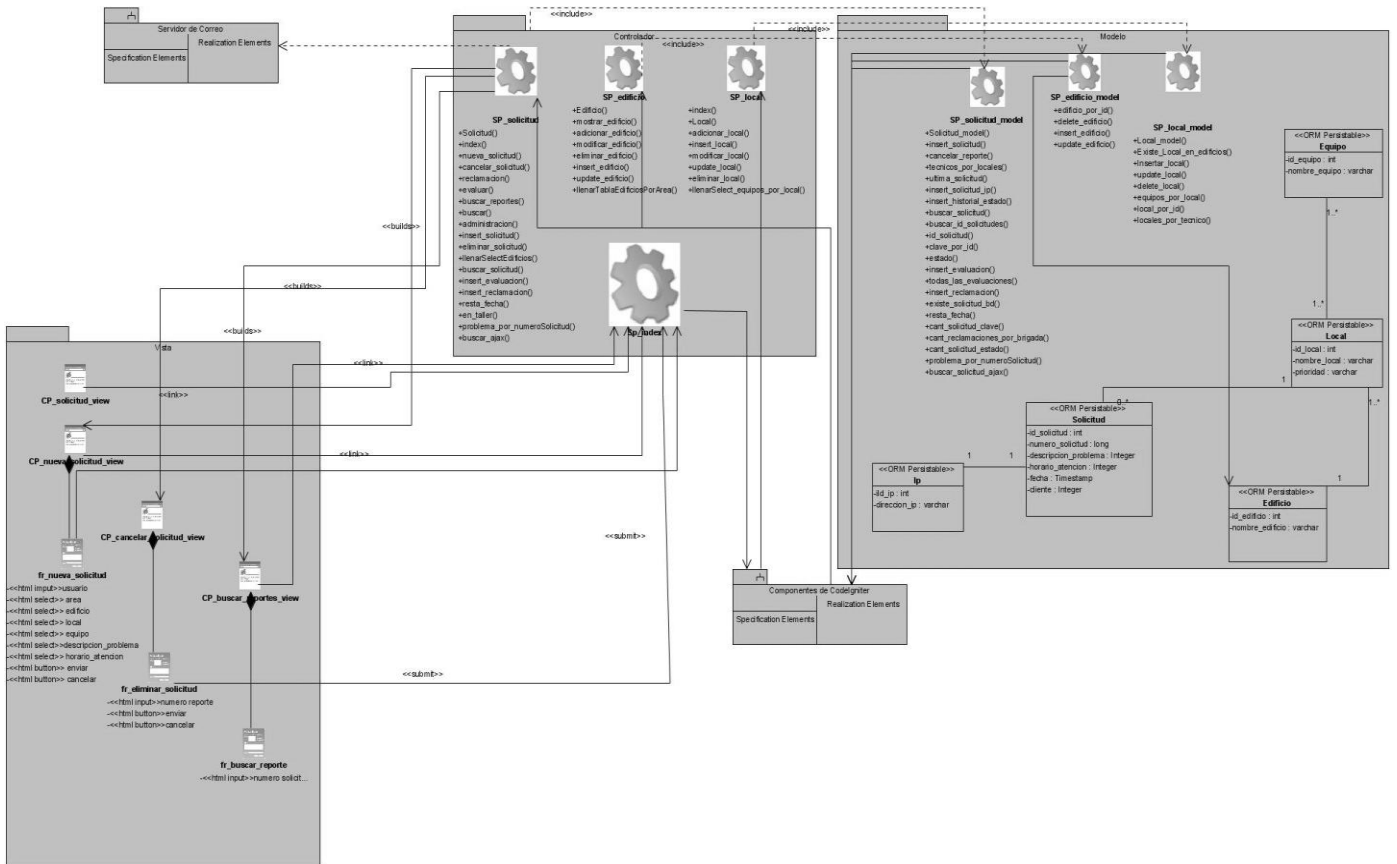 Servidor de Correo
Specification Elements
Realization Elements
<<include>>
<<include>>
<<include>>
Controlador
SP_solicitud
+Solicitud()
+index()
+nueva_solicitud()
+cancelar_solicitud()
+reclamacion()
+evaluar()
+buscar_reportes()
+buscar()
+administracion()
+insert_solicitud()
+eliminar_solicitud()
+llenarSelectEdificios()
+buscar_solicitud()
+insert_evaluacion()
+insert_reclamacion()
+resta_fecha()
+en_taller()
+problema_por_numeroSolicitud()
+buscar_ajax()
SP_edificio
+Edificio()
+mostrar_edificio()
+adicionar_edificio()
+modificar_edificio()
+eliminar_edificio()
+insert_edificio()
+update_edificio()
+llenarTablaEdificiosPorArea()
SP_local
+index()
+Local()
+adicionar_local()
+insert_local()
+modificar_local()
+update_local()
+eliminar_local()
+llenarSelect_equipos_por_local()
Sp_index
Modelo
SP_solicitud_model
+Solicitud_model()
+insert_solicitud()
+cancelar_reporte()
+tecnicos_por_locales()
+ultima_solicitud()
+insert_solicitud_ip()
+insert_historial_estado()
+buscar_solicitud()
+buscar_id_solicitudes()
+id_solicitud()
+clave_por_id()
+estado()
+insert_evaluacion()
+todas_las_evaluaciones()
+insert_reclamacion()
+existe_solicitud_bd()
+resta_fecha()
+cant_solicitud_clave()
+cant_reclamaciones_por_brigada()
+cant_solicitud_estado()
+problema_por_numeroSolicitud()
+buscar_solicitud_ajax()
SP_edificio_model
+edificio_por_id()
+delete_edificio()
+insert_edificio()
+update_edificio()
SP_local_model
+Local_model()
+Existe_Local_en_edificios()
+Insertar_local()
+update_local()
+delete_local()
+equipos_por_local()
+local_por_id()
+locales_por_tecnico()
<<ORM Persistable>>
Equipo
-id_equipo : int
-nombre_equipo : varchar
1..*
1..*
<<ORM Persistable>>
Local
-id_local : int
-nombre_local : varchar
-prioridad : varchar
1
0..*
1..*
1
<<ORM Persistable>>
Solicitud
-id_solicitud : int
-numero_solicitud : long
-descripcion_problema : Integer
-horario_atencion : Integer
-fecha : Timestamp
-cliente : Integer
1
1
<<ORM Persistable>>
Ip
-ild_ip : int
-direccion_ip : varchar
<<ORM Persistable>>
Edificio
-id_edificio : int
-nombre_edificio : varchar
<<builds>>
<<builds>>
<<builds>>
<<link>>
<<link>>
<<link>>
<<submit>>
<<submit>>
Vista
CP_solicitud_view
CP_nueva_solicitud_view
CP_cancelar_solicitud_view
CP_buscar_reportes_view
fr_nueva_solicitud
-<<html imput>>usuario
-<<html select>> area
-<<html select>> edificio
-<<html select>> local
-<<html select>> equipo
-<<html select>>descripcion_problema
-<<html select>> horario_atencion
-<<html button>> enviar
-<<html button>> cancelar
fr_eliminar_solicitud
-<<html input>>numero reporte
-<<html button>>enviar
-<<html button>>cancelar
fr_buscar_reporte
-<<html input>>numero solicit...
Componentes de CodeIgniter
Specification Elements
Realization Elements